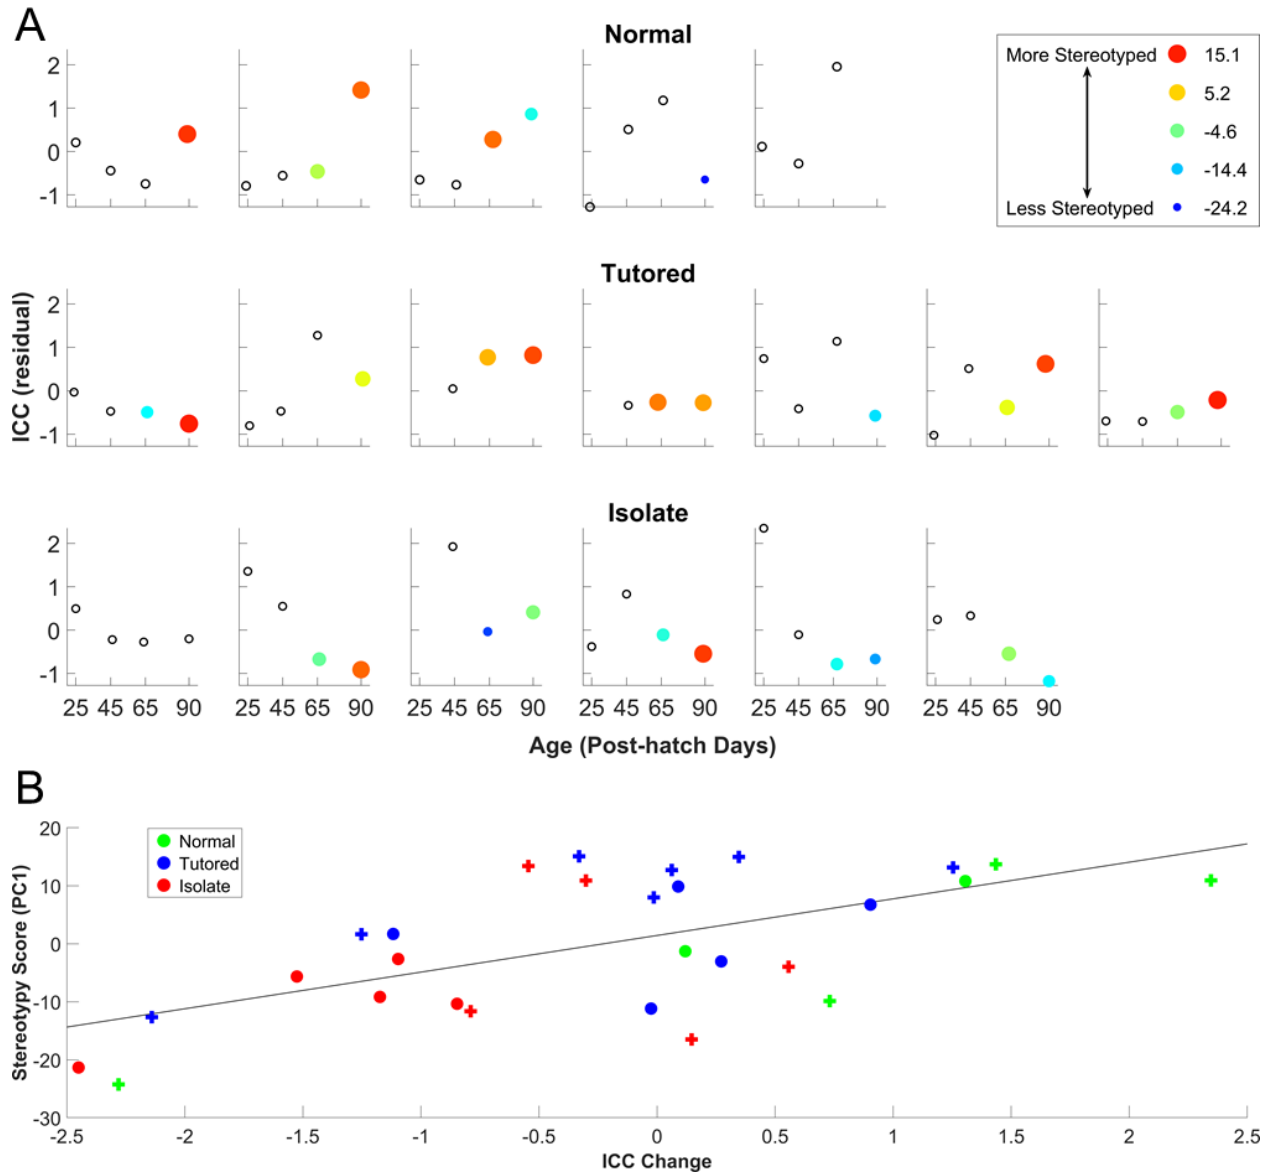 A
Normal
2
1
0
-1
More Stereotyped
Less Stereotyped
15.1
5.2
-4.6
-14.4
-24.2
Tutored
2
1
0
-1
ICC (residual)
Isolate
2
1
0
-1
25 45 65 90 25 45 65 90 25 45 65 90 25 45 65 90 25 45 65 90 25 45 65 90
Age (Post-hatch Days)
B
Normal
Tutored
Isolate
Stereotypy Score (PC1)
20
10
0
-10
-20
-30
-2.5 -2 -1.5 -1 -0.5 0 0.5 1 1.5 2 2.5
ICC Change